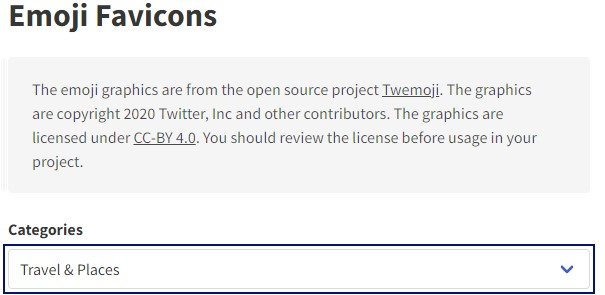 Emoji Favicons
The emoji graphics are from the open source project Twemoji. The graphics
are copyright 2020 Twitter, Inc and other contributors. The graphics are
licensed under CC-BY 4.0. You should review the license before usage in your
project.
Categories
Travel & Places